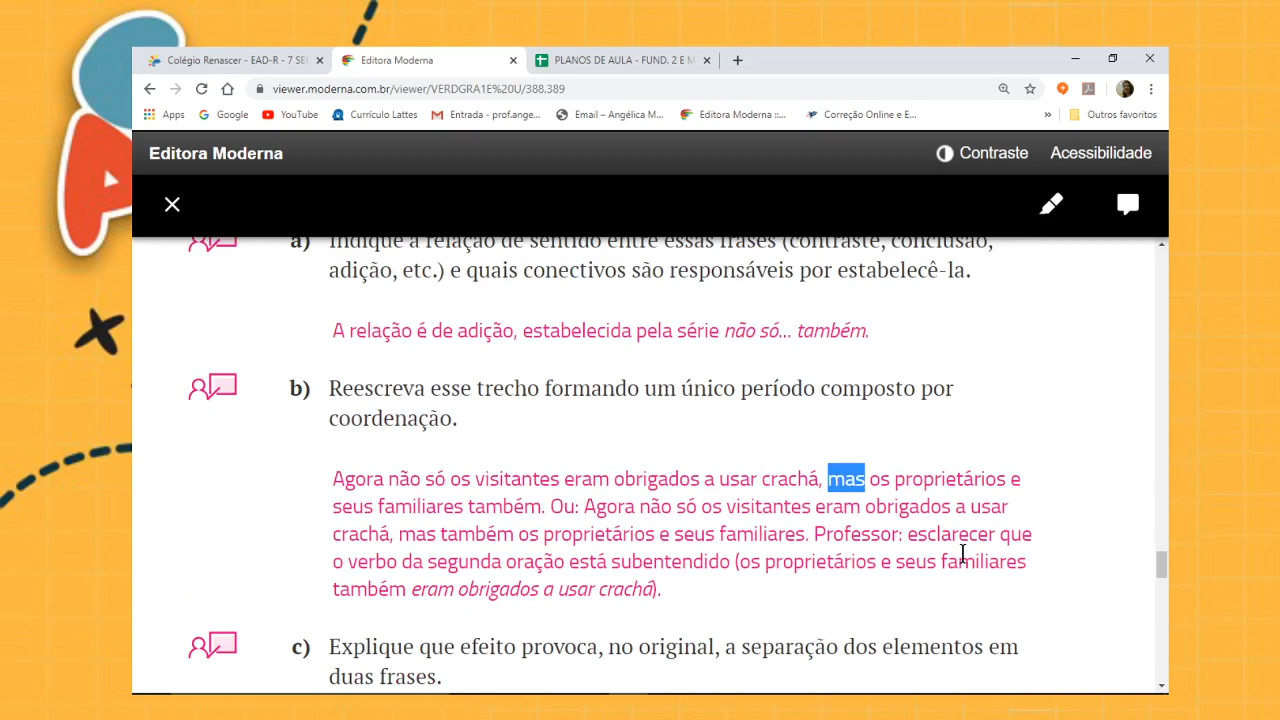 Colégio Renascer - EAD-R - 7 SE
Editora Moderna
PLANOS DE AULA - FUND. 2 E M
viewer.moderna.com.br/viewer/VERDGRA1E%20U/388.389
Apps
Google
YouTube
Currículo Lattes
Entrada - prof.ange...
Email – Angélica M...
Editora Moderna ::...
Correção Online e E...
»
Outros favoritos
Editora Moderna
Contraste
Acessibilidade
a) Indique a relação de sentido entre essas frases (contraste, conclusão,
adição, etc.) e quais conectivos são responsáveis por estabelecê-la.
A relação é de adição, estabelecida pela série não só... também.
b) Reescreva esse trecho formando um único período composto por
coordenação.
Agora não só os visitantes eram obrigados a usar crachá, mas os proprietários e
seus familiares também. Ou: Agora não só os visitantes eram obrigados a usar
crachá, mas também os proprietários e seus familiares. Professor: esclarecer que
o verbo da segunda oração está subentendido (os proprietários e seus familiares
também eram obrigados a usar crachá).
c) Explique que efeito provoca, no original, a separação dos elementos em
duas frases.